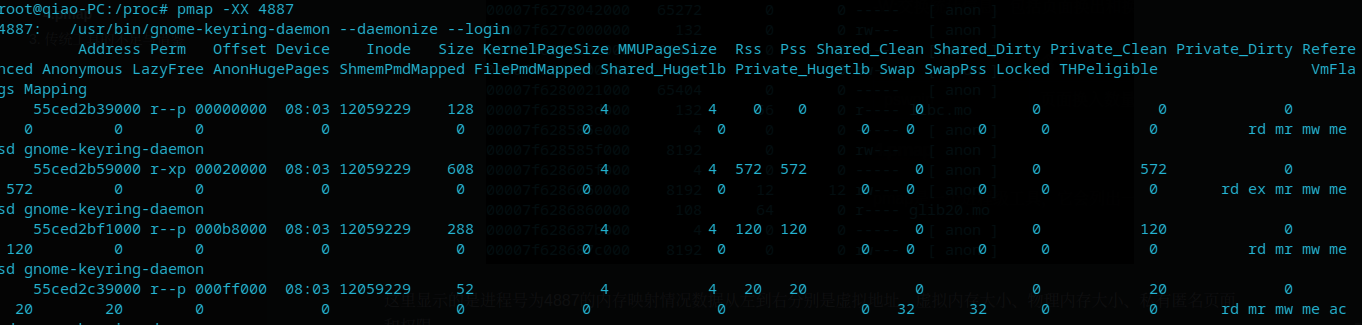 root@qiao-PC:/proc# pmap -XX 4887
4887:   /usr/bin/gnome-keyring-daemon --daemonize --login
Address Perm   Offset Device    Inode   Size KernelPageSize MMUPageSize  Rss  Pss Shared_Clean Shared_Dirty Private_Clean Private_Dirty Refere
nced Anonymous LazyFree AnonHugePages ShmemPmdMapped FilePmdMapped Shared_Hugetlb Private_Hugetlb Swap SwapPss Locked THPeligible                 VmFla
gs Mapping
55ced2b39000 r--p 00000000  08:03 12059229    128              4           4    0    0            0            0             0             0
0         0        0             0              0             0                         0    0       0      0           0          rd mr mw me
sd gnome-keyring-daemon
55ced2b59000 r-xp 00020000  08:03 12059229    608              4           4  572  572            0            0           572             0
572         0        0             0              0             0                         0    0       0      0           0       rd ex mr mw me
sd gnome-keyring-daemon
55ced2bf1000 r--p 000b8000  08:03 12059229    288              4           4  120  120            0            0           120             0
120         0        0             0              0             0                         0    0       0      0           0          rd mr mw me
sd gnome-keyring-daemon
55ced2c39000 r--p 000ff000  08:03 12059229     52              4           4   20   20            0            0            20             0
20        20        0             0              0             0                         0   32      32      0           0       rd mr mw me ac